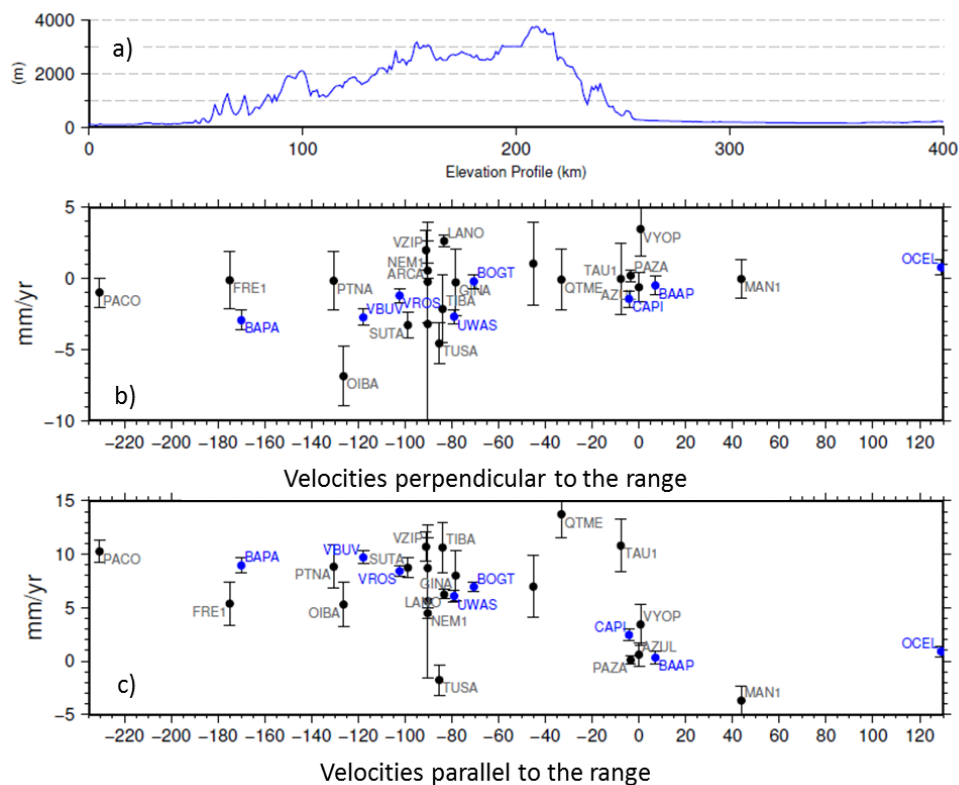 a)
4000
2000
0
(m)
0 100 200 300 400
Elevation Profile (km)
5
0
−5
−10
mm/yr
b)
PACO
FRE1
BAPA
PTNA
OIBA
VBUV
VROS
SUTA
VZIP
NEM1
ARCA
LANO
GINA
TIBA
TUSA
BOGT
UWAS
QTME
TAU1
VYOP
PAZA
AZUL
CAPI
BAAP
MAN1
OCEL
−220 −200 −180 −160 −140 −120 −100 −80 −60 −40 −20 0 20 40 60 80 100 120
Velocities perpendicular to the range
15
10
5
0
−5
mm/yr
c)
PACO
FRE1
BAPA
PTNA
OIBA
VBUV
VROS
SUTA
VZIP
TIBA
GINA
LANO
NEM1
TUSA
BOGT
UWAS
QTME
TAU1
CAPI
VYOP
AZUL
PAZA
BAAP
MAN1
OCEL
−220 −200 −180 −160 −140 −120 −100 −80 −60 −40 −20 0 20 40 60 80 100 120
Velocities parallel to the range